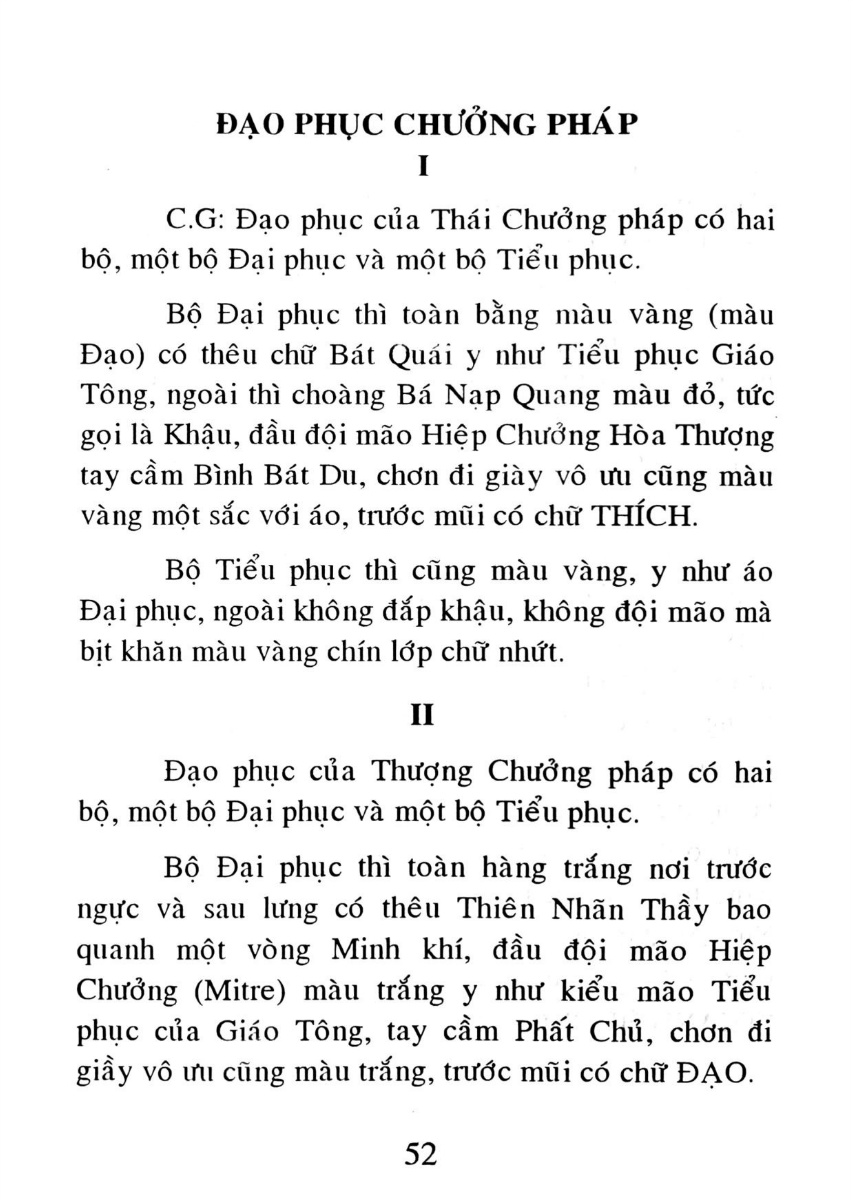 ĐẠO PHỤC CHƯỞNG PHÁP
I
C.G: Đạo phục của Thái Chưởng pháp có hai
bộ, một bộ Đại phục và một bộ Tiểu phục.
Bộ Đại phục thì toàn bằng màu vàng (màu
Đạo) có thêu chữ Bát Quái y như Tiểu phục Giáo
Tông, ngoài thì choàng Bá Nạp Quang màu đỏ, tức
gọi là Khậu, đầu đội mão Hiệp Chưởng Hòa Thượng
tay cầm Bình Bát Du, chơn đi giày vô ưu cũng màu
vàng một sắc với áo, trước mũi có chữ THÍCH.
Bộ Tiểu phục thì cũng màu vàng, y như áo
Đại phục, ngoài không đắp khậu, không đội mão mà
bịt khăn màu vàng chín lớp chữ nhứt.
II
Đạo phục của Thượng Chưởng pháp có hai
bộ, một bộ Đại phục và một bộ Tiểu phục.
Bộ Đại phục thì toàn hàng trắng nơi trước
ngực và sau lưng có thêu Thiên Nhãn Thầy bao
quanh một vòng Minh khí, đầu đội mão Hiệp
Chưởng (Mitre) màu trắng y như kiểu mão Tiểu
phục của Giáo Tông, tay cầm Phất Chủ, chơn đi
giầy vô ưu cũng màu trắng, trước mũi có chữ ĐẠO.
52